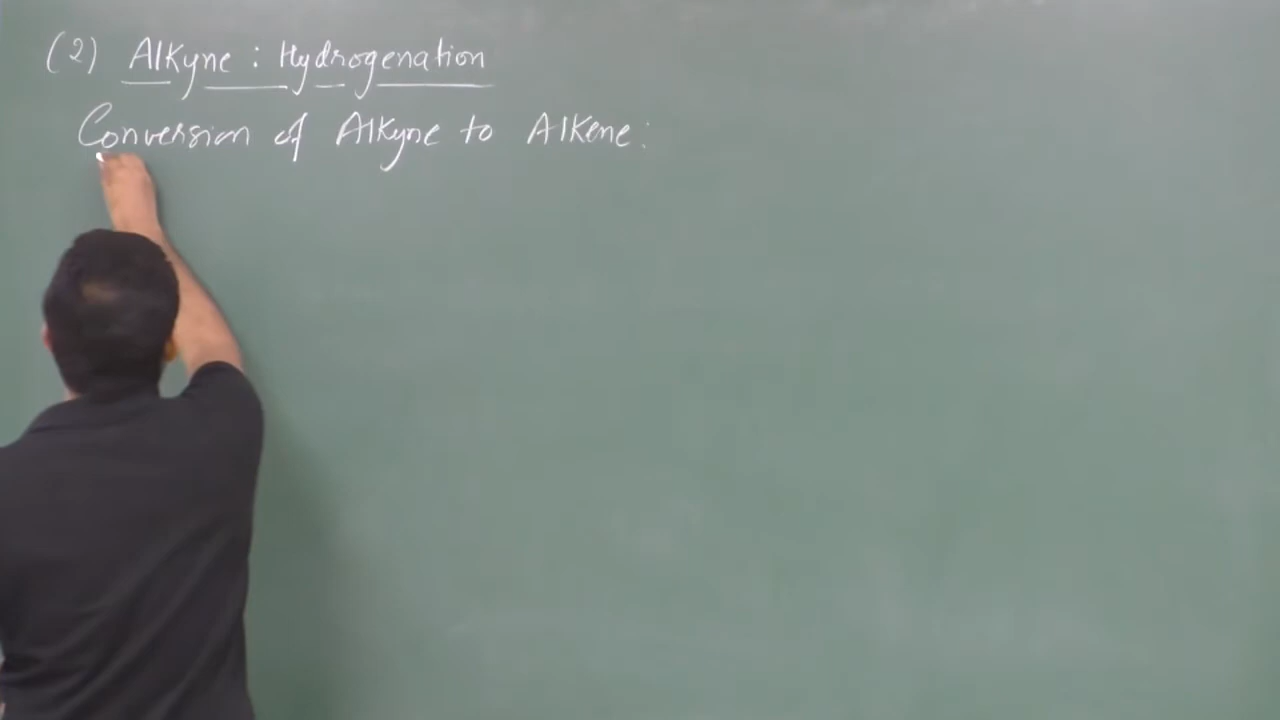 (2) Alkyne : Hydrogenation
Conversion of Alkyne to Alkene :